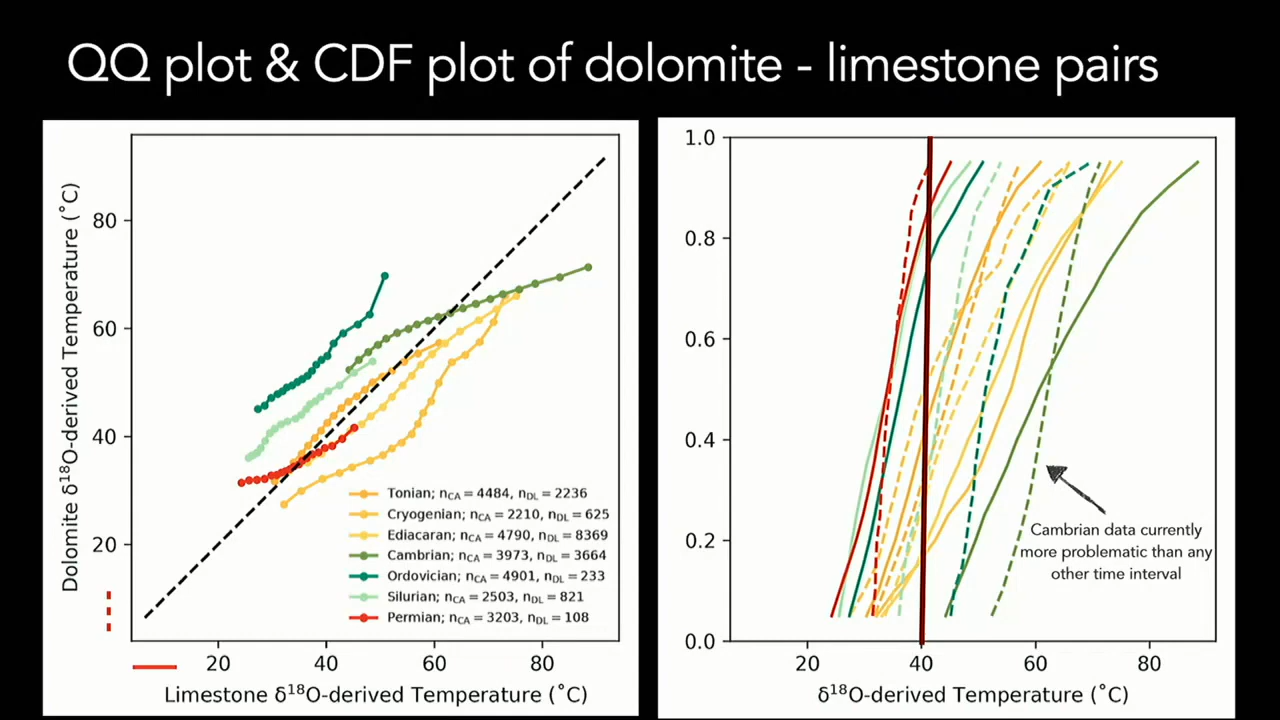 QQ plot & CDF plot of dolomite - limestone pairs
Dolomite δ¹⁸O-derived Temperature (˚C)
80
60
40
20
Tonian; nCA = 4484, nDL = 2236
Cryogenian; nCA = 2210, nDL = 625
Ediacaran; nCA = 4790, nDL = 8369
Cambrian; nCA = 3973, nDL = 3664
Ordovician; nCA = 4901, nDL = 233
Silurian; nCA = 2503, nDL = 821
Permian; nCA = 3203, nDL = 108
20 40 60 80
Limestone δ¹⁸O-derived Temperature (˚C)
1.0
0.8
0.6
0.4
0.2
0.0
Cambrian data currently
more problematic than any
other time interval
20 40 60 80
δ¹⁸O-derived Temperature (˚C)